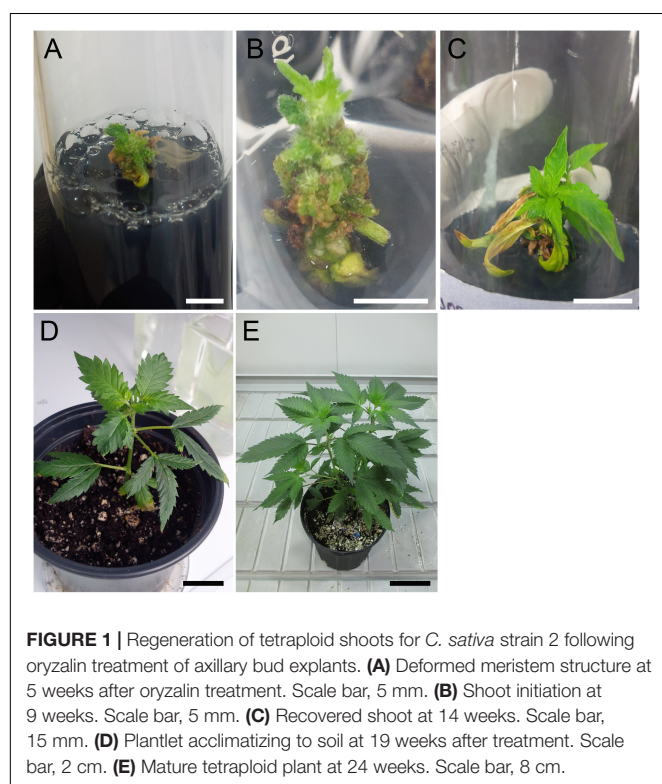 A
B
C
D
E
FIGURE 1 | Regeneration of tetraploid shoots for C. sativa strain 2 following
oryzalin treatment of axillary bud explants. (A) Deformed meristem structure at
5 weeks after oryzalin treatment. Scale bar, 5 mm. (B) Shoot initiation at
9 weeks. Scale bar, 5 mm. (C) Recovered shoot at 14 weeks. Scale bar,
15 mm. (D) Plantlet acclimatizing to soil at 19 weeks after treatment. Scale
bar, 2 cm. (E) Mature tetraploid plant at 24 weeks. Scale bar, 8 cm.